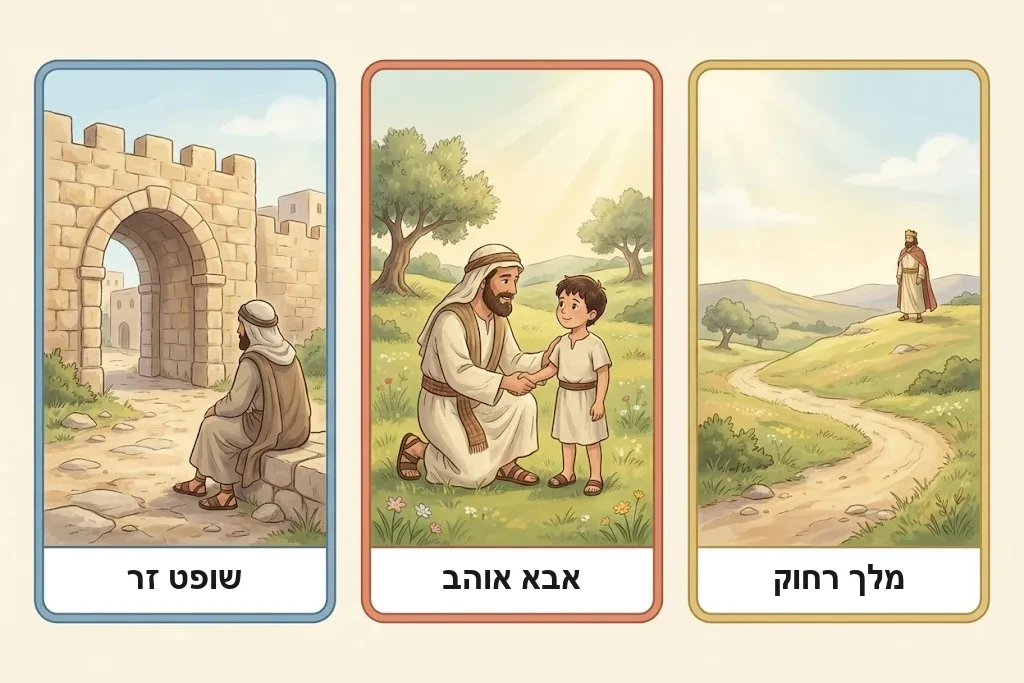 מלך רחוק
אבא אוהב
שופט זר